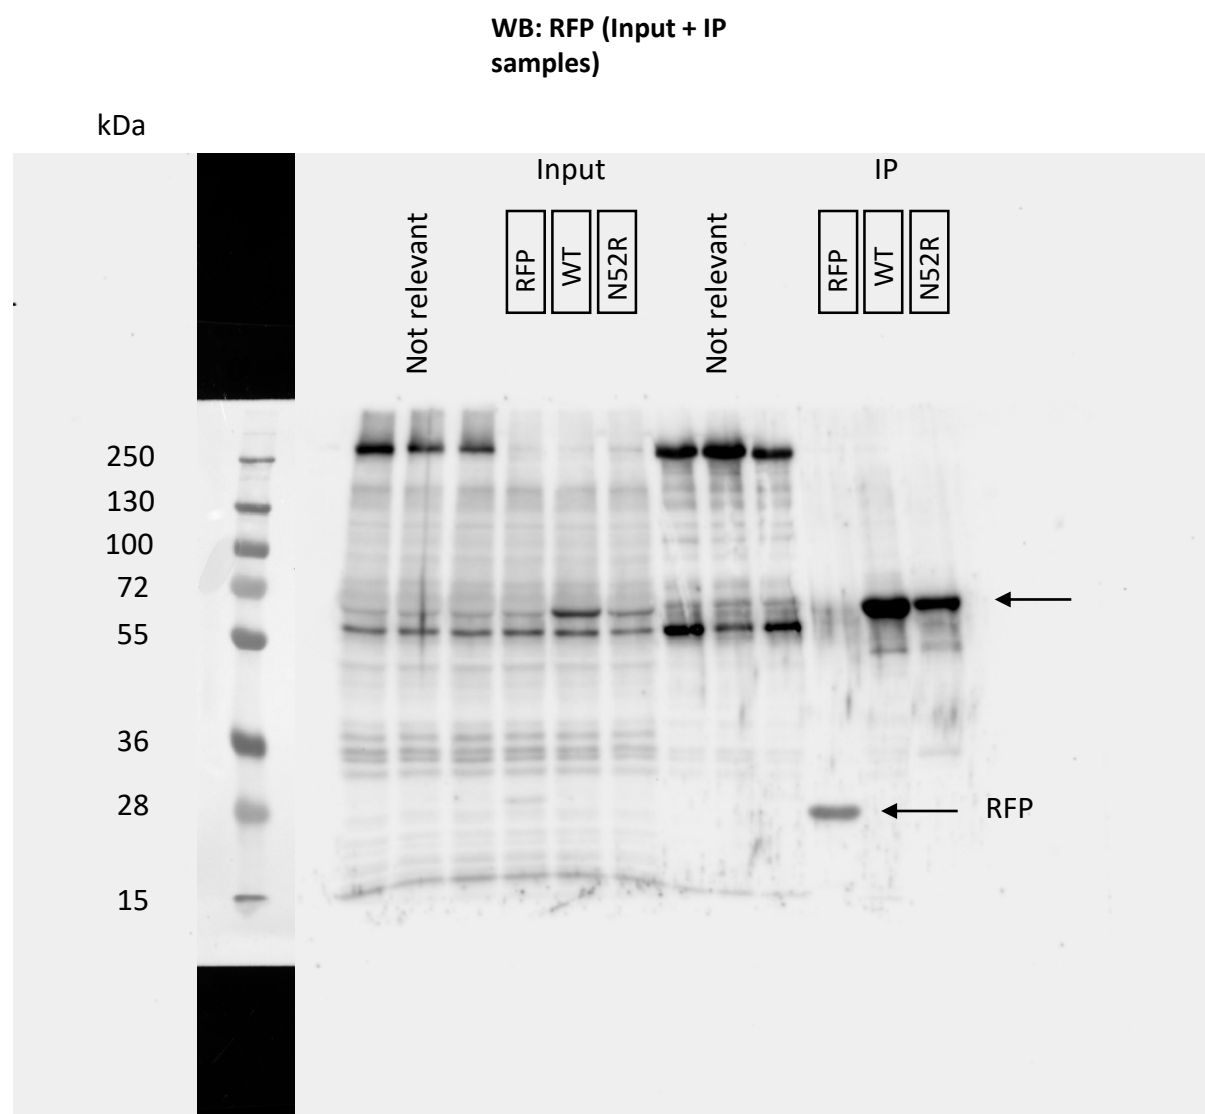 WB: RFP (Input + IP
samples)
kDa
Input
IP
Not relevant
RFP
WT
N52R
Not relevant
RFP
WT
N52R
250
130
100
72
55
36
28
RFP
15